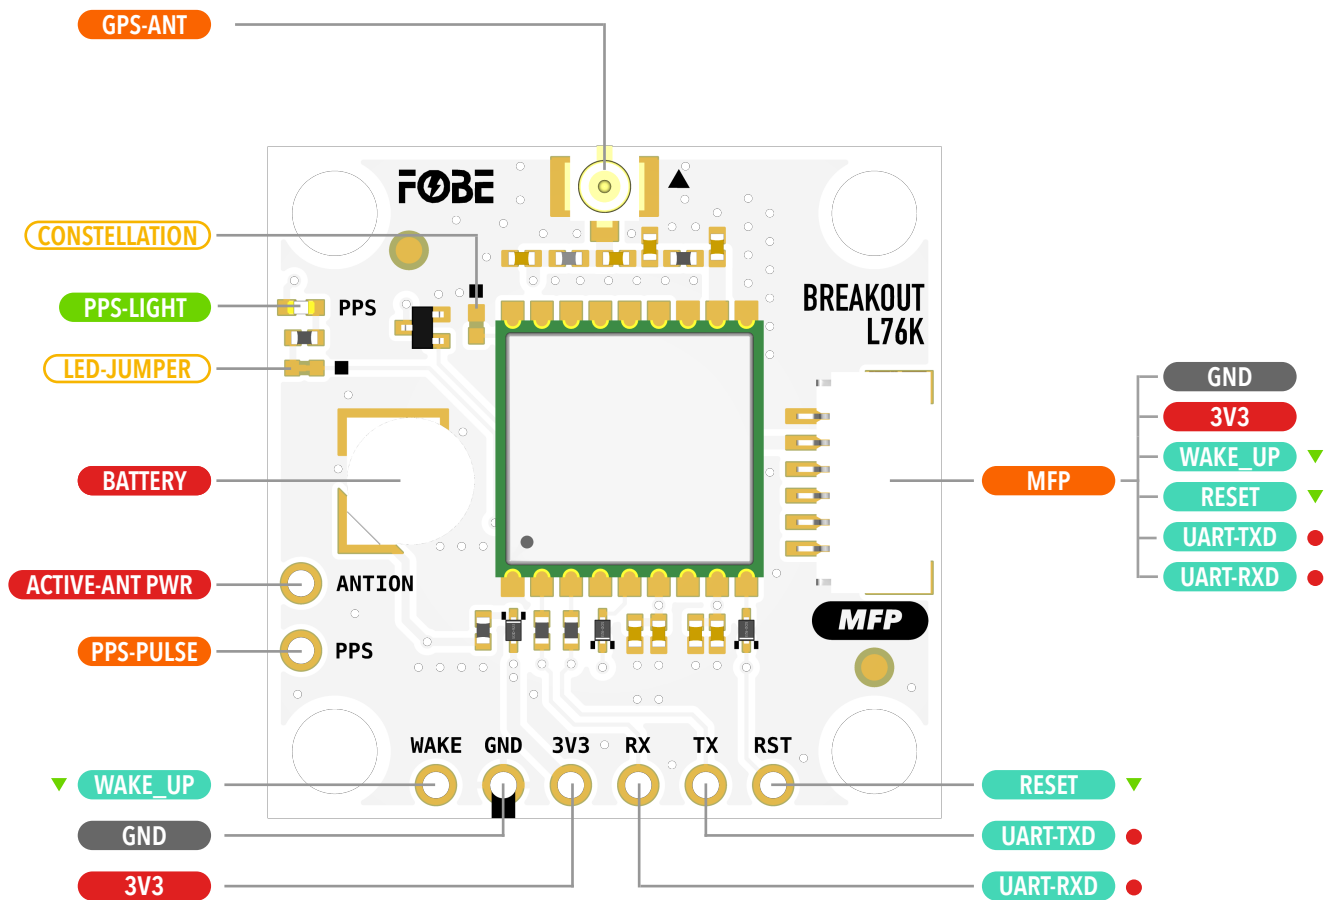 GPS-ANT
FOBE
CONSTELLATION
PPS-LIGHT
PPS
BREAKOUT
L76K
LED-JUMPER
GND
3V3
WAKE_UP
BATTERY
MFP
RESET
UART-TXD
UART-RXD
ACTIVE-ANT PWR
ANTION
MFP
PPS-PULSE
PPS
WAKE GND 3V3 RX TX RST
WAKE_UP
RESET
GND
UART-TXD
3V3
UART-RXD